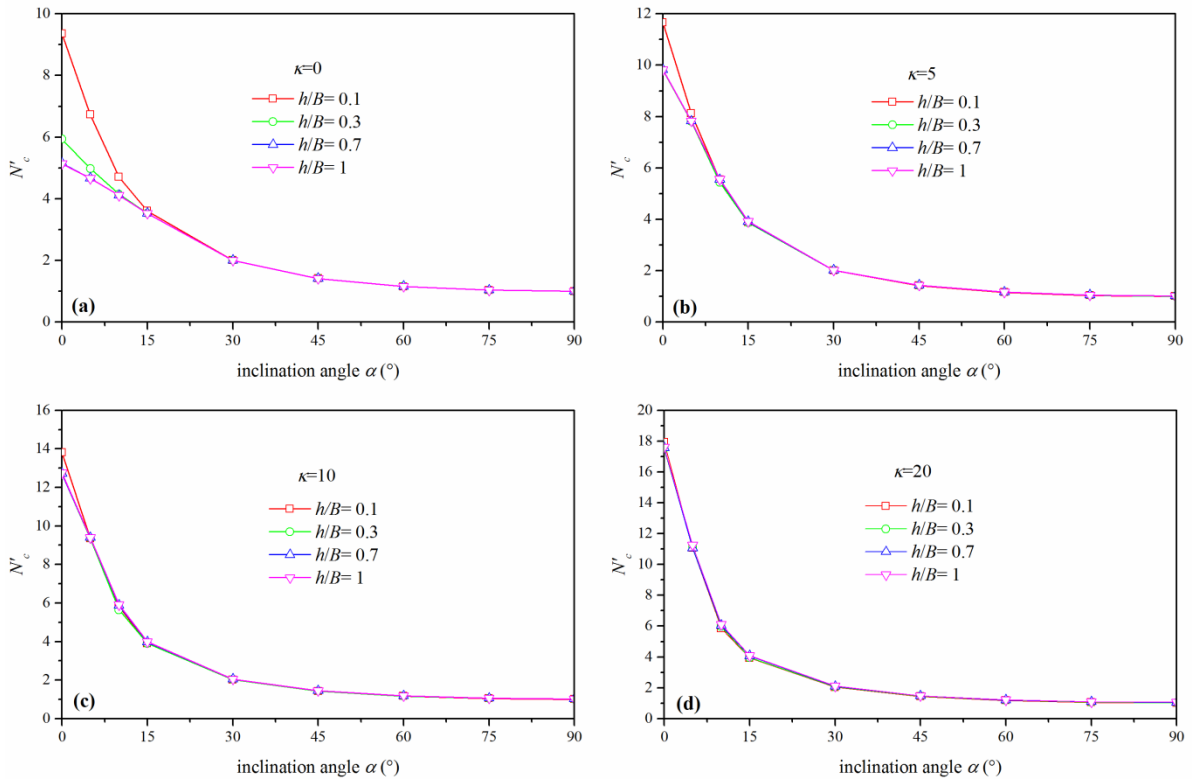 10
8
6
4
2
0
N'c
κ=0
h/B= 0.1
h/B= 0.3
h/B= 0.7
h/B= 1
(a)
0 15 30 45 60 75 90
inclination angle α (°)
12
10
8
6
4
2
0
N'c
κ=5
h/B= 0.1
h/B= 0.3
h/B= 0.7
h/B= 1
(b)
0 15 30 45 60 75 90
inclination angle α (°)
16
14
12
10
8
6
4
2
0
N'c
κ=10
h/B= 0.1
h/B= 0.3
h/B= 0.7
h/B= 1
(c)
0 15 30 45 60 75 90
inclination angle α (°)
20
18
16
14
12
10
8
6
4
2
0
N'c
κ=20
h/B= 0.1
h/B= 0.3
h/B= 0.7
h/B= 1
(d)
0 15 30 45 60 75 90
inclination angle α (°)